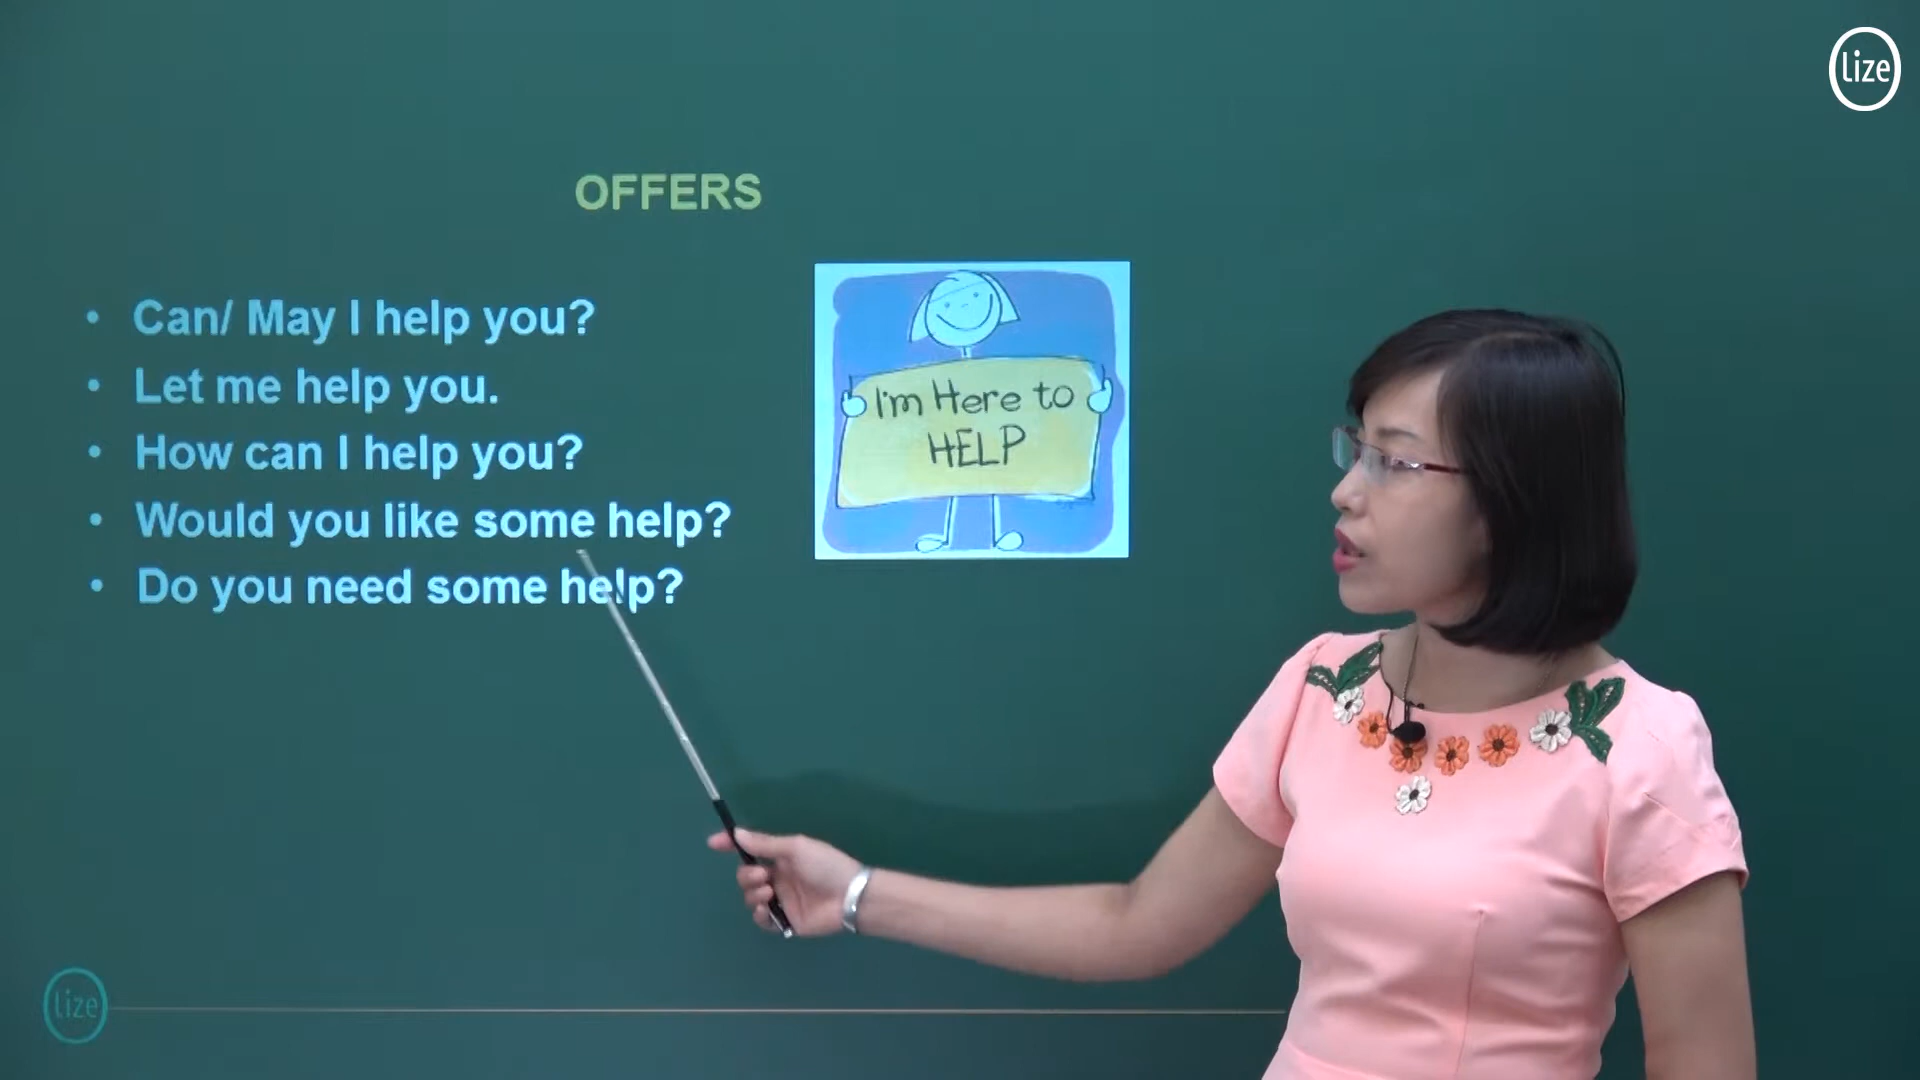 lize
OFFERS
• Can/ May I help you?
• Let me help you.
• How can I help you?
• Would you like some help?
• Do you need some help?
I'm Here to
HELP
lize